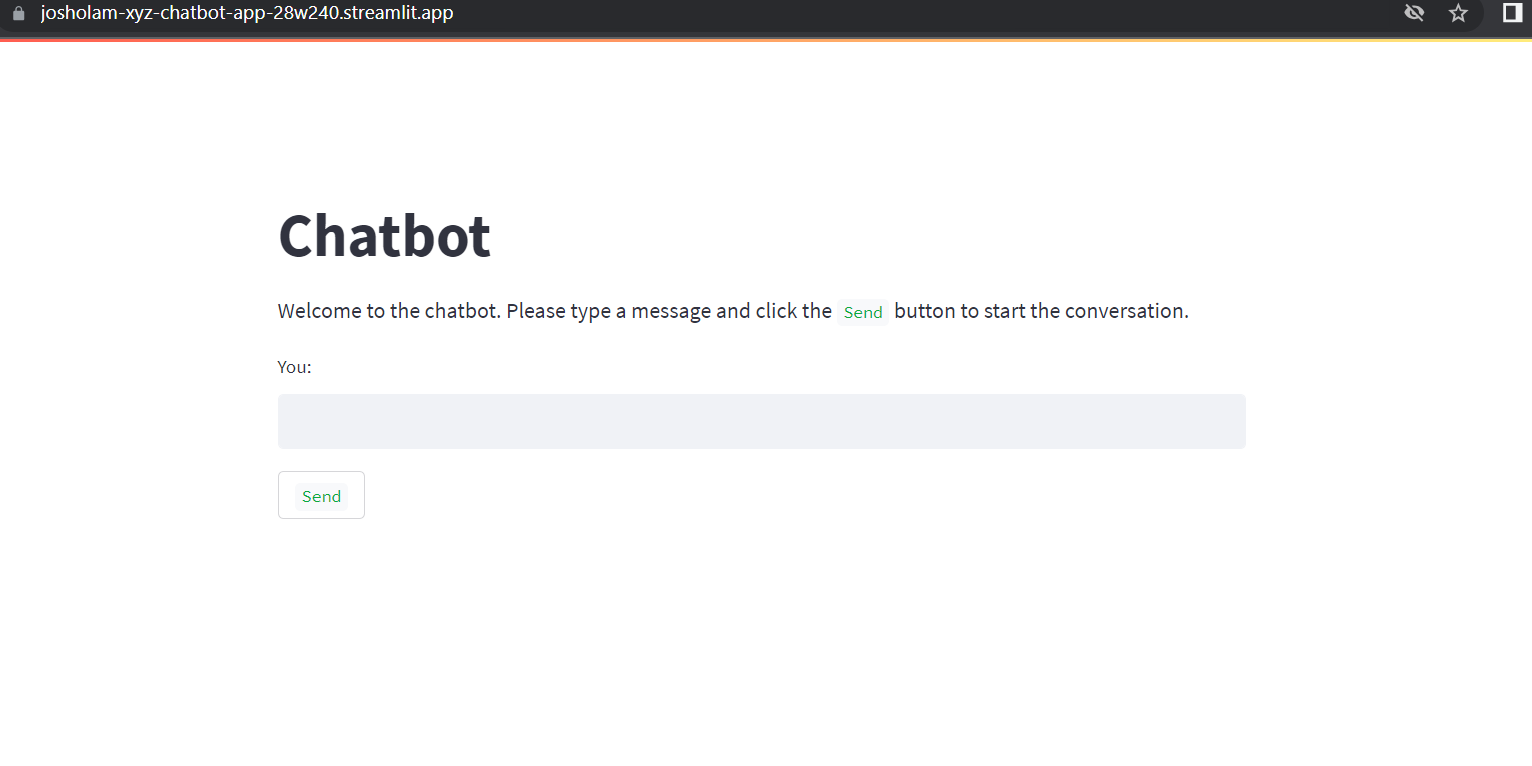 josholam-xyz-chatbot-app-28w240.streamlit.app
Chatbot
Welcome to the chatbot. Please type a message and click the Send button to start the conversation.
You:
Send